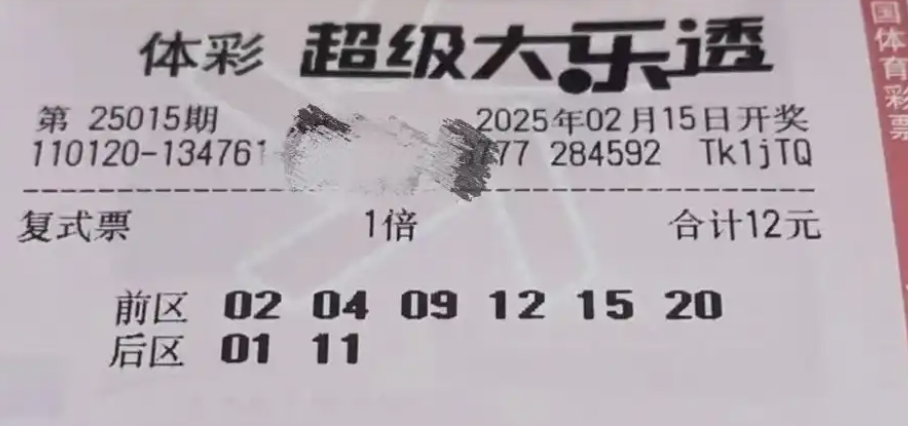 体彩 超级大乐透
第 25015期 2025年02月15日开奖
110120-134761 777 284592 Tk1jTQ
复式票 1倍 合计12元
前区 02 04 09 12 15 20
后区 01 11
国体育彩票